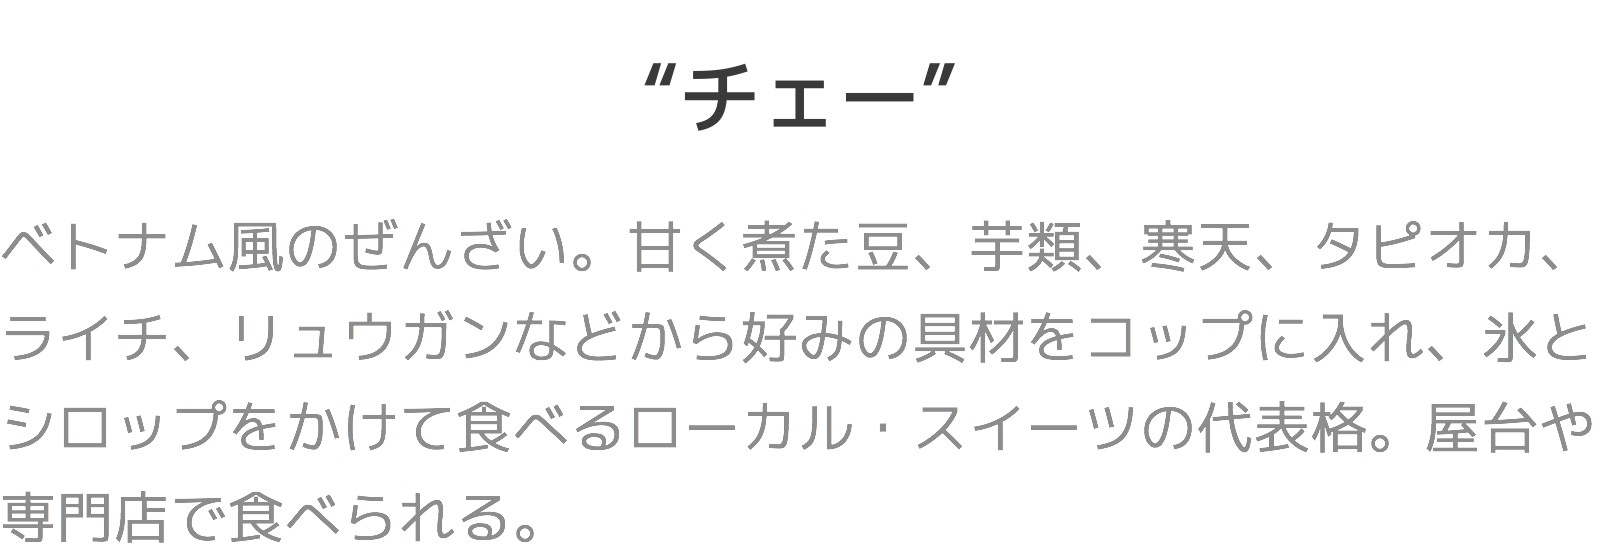 “チェー”
ベトナム風のぜんざい。甘く煮た豆、芋類、寒天、タピオカ、
ライチ、リュウガンなどから好みの具材をコップに入れ、氷と
シロップをかけて食べるローカル・スイーツの代表格。屋台や
専門店で食べられる。